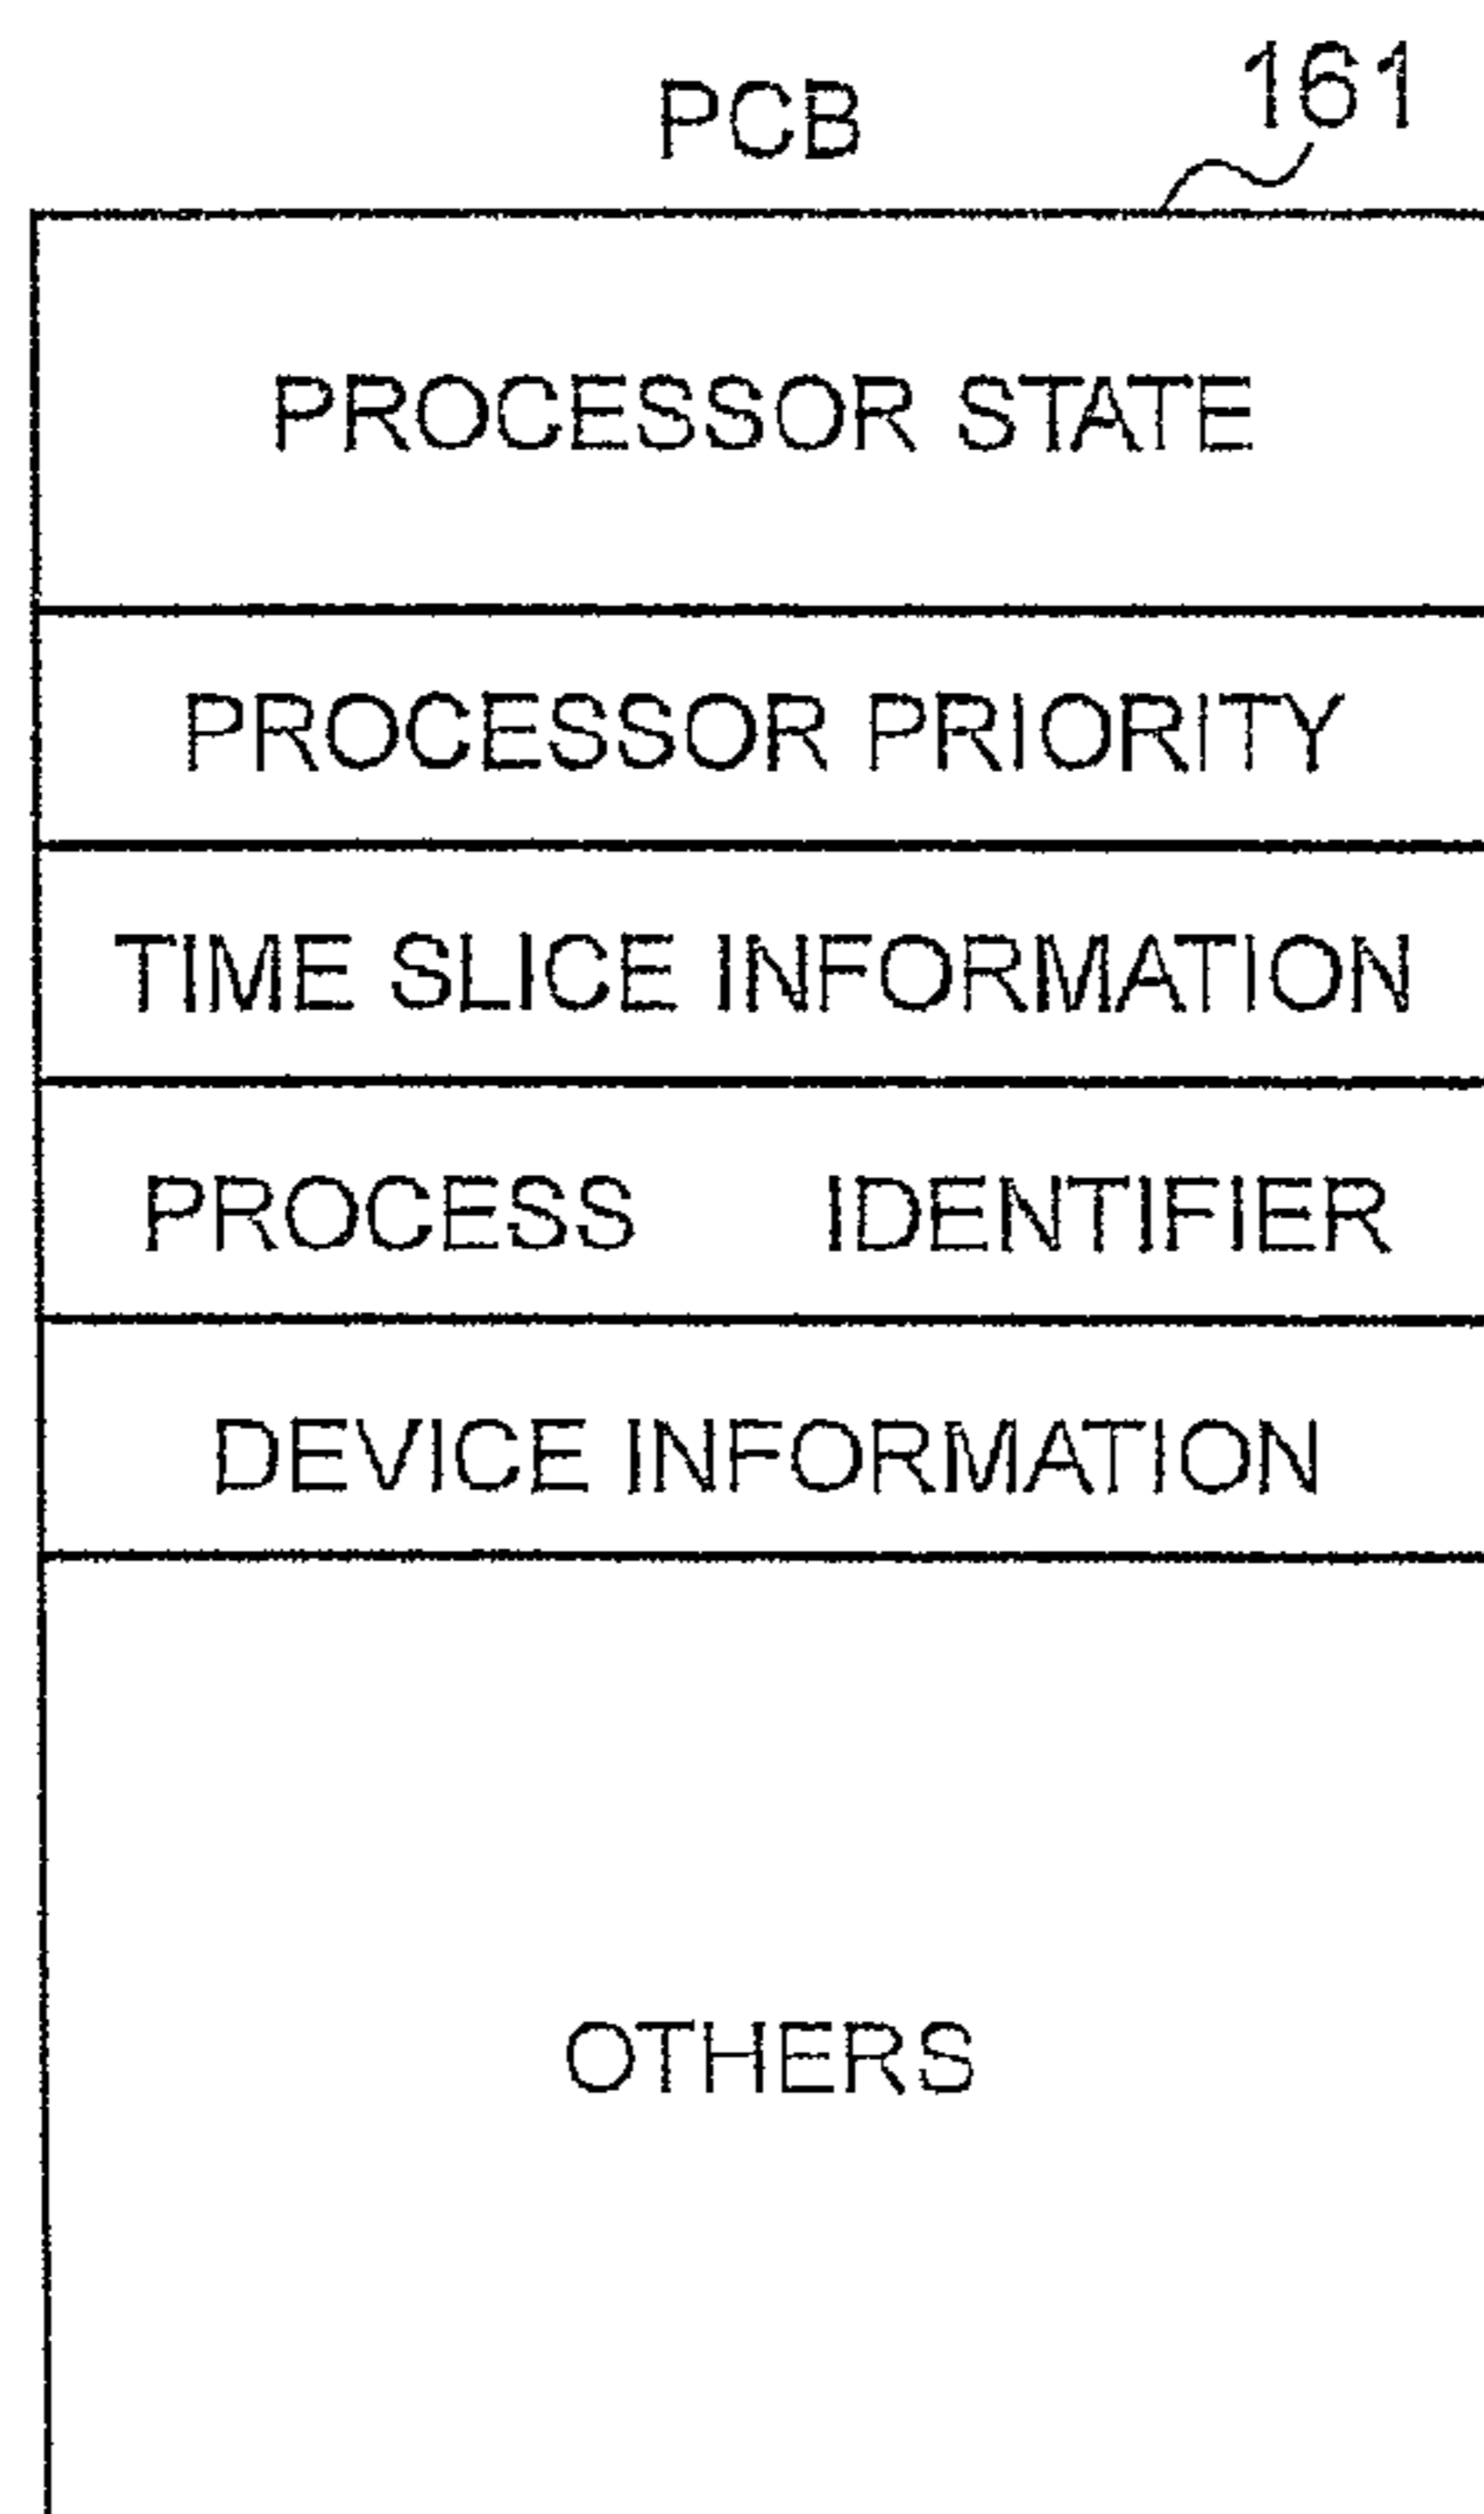 PCB
161
PROCESSOR STATE
PROCESSOR PRIORITY
TIME SLICE INFORMATION
PROCESS IDENTIFIER
DEVICE INFORMATION
OTHERS